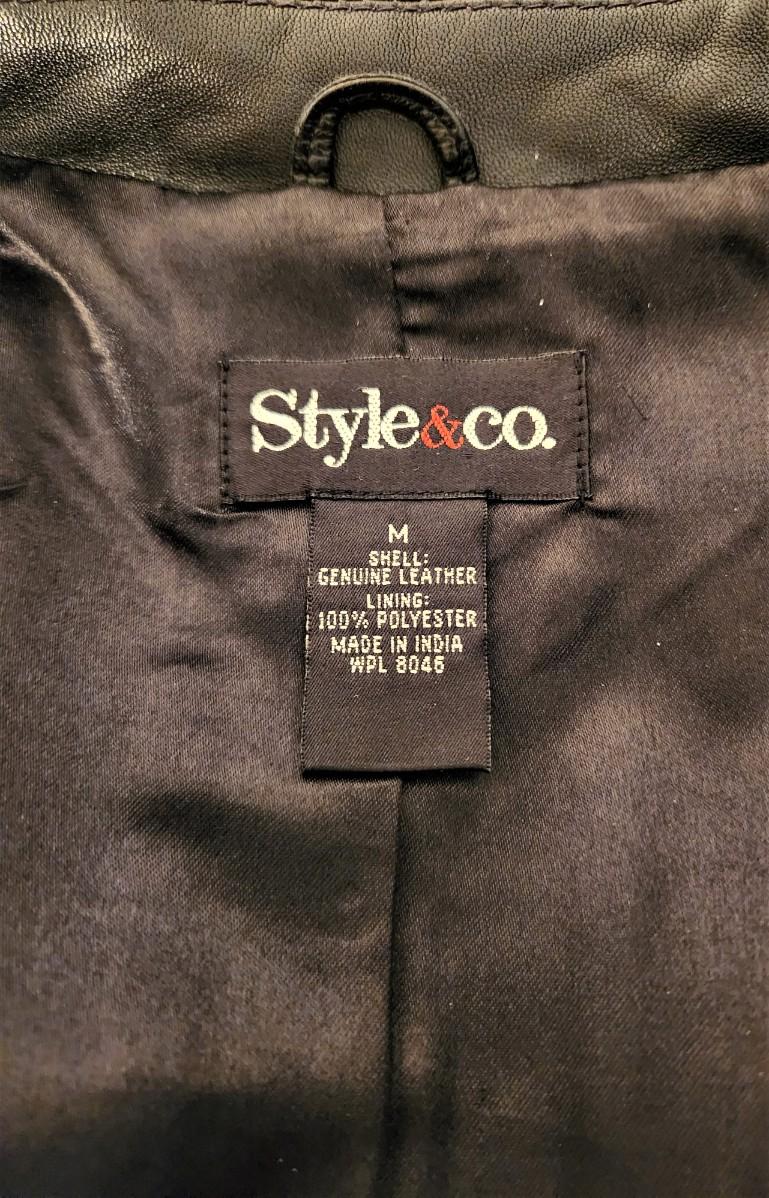 Style&co.
M
SHELL:
GENUINE LEATHER
LINING:
100% POLYESTER
MADE IN INDIA
WPL 8046